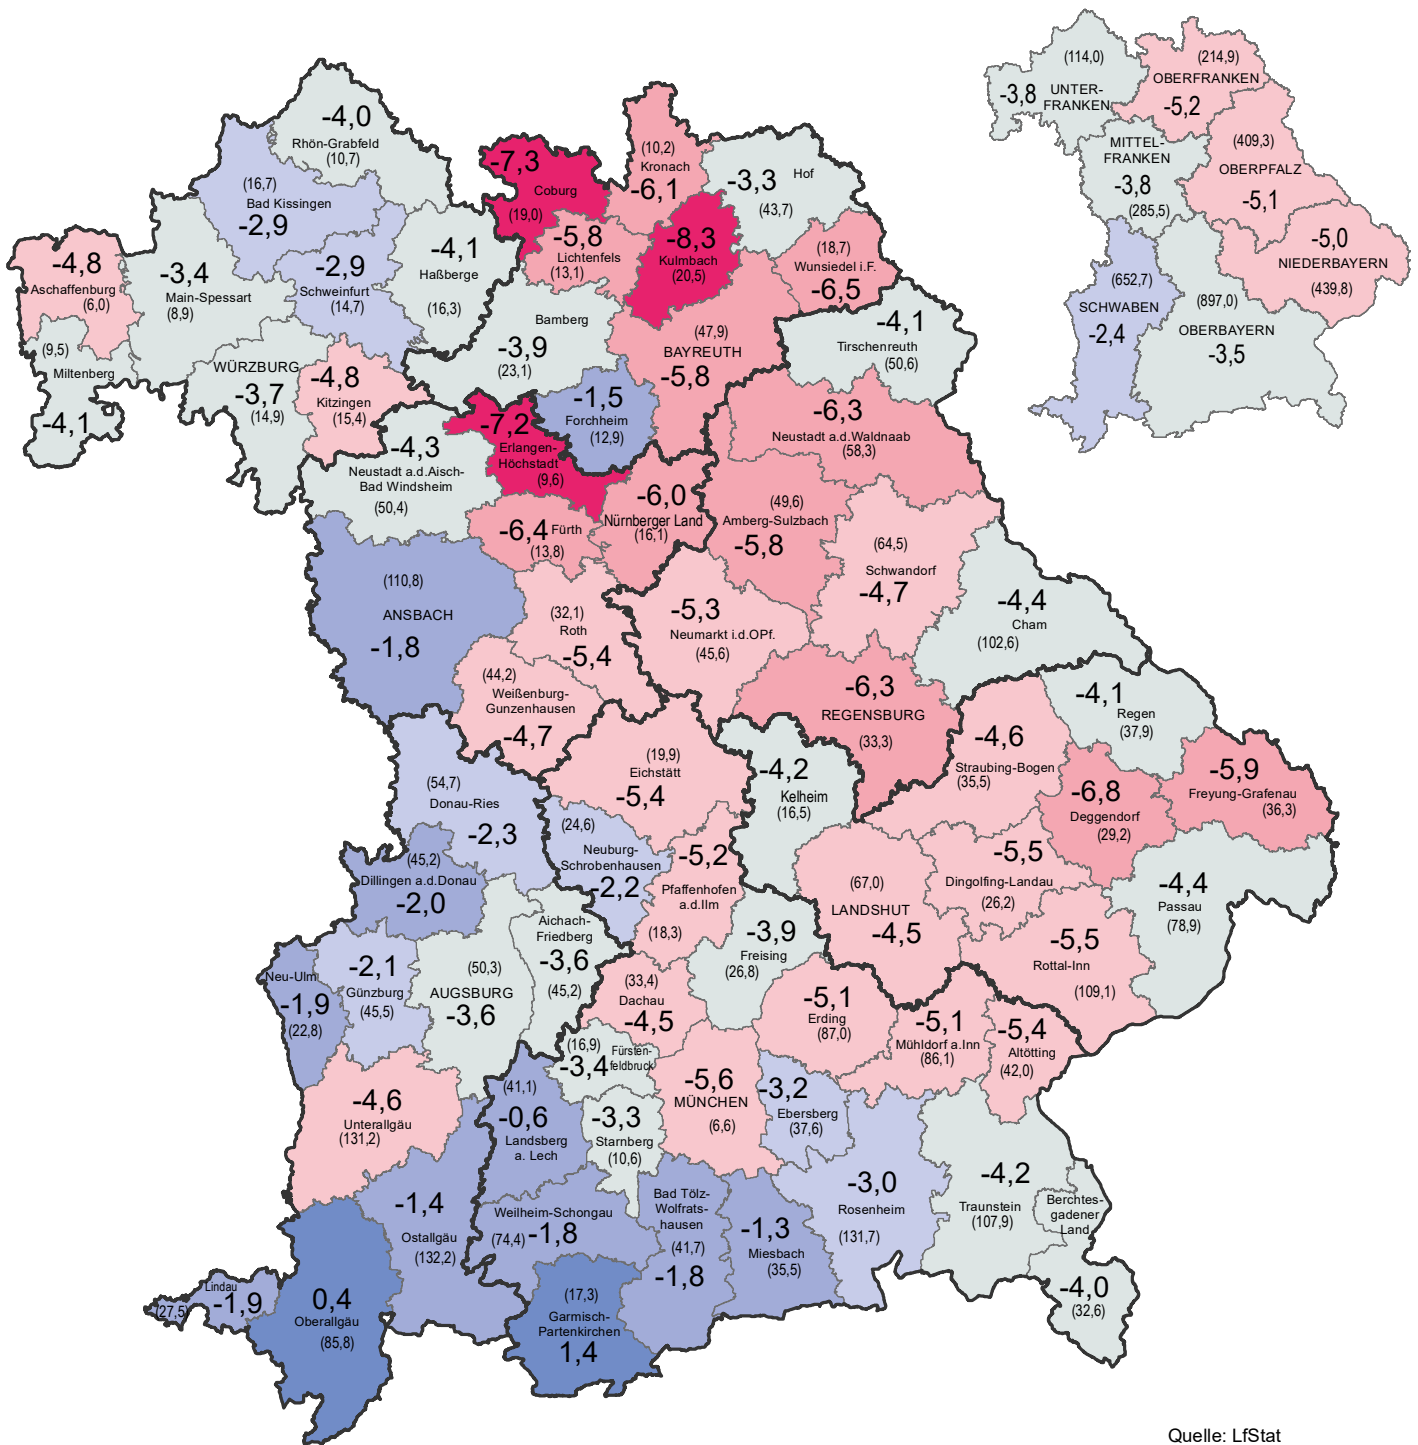 -4,0
Rhön-Grabfeld
(10,7)
(16,7)
Bad Kissingen
-2,9
-7,3
Coburg
(19,0)
(10,2)
Kronach
-6,1
-3,3
Hof
(43,7)
-4,8
Aschaffenburg
(6,0)
-3,4
Main-Spessart
(8,9)
-2,9
Schweinfurt
(14,7)
-4,1
Haßberge
(16,3)
-5,8
Lichtenfels
(13,1)
-8,3
Kulmbach
(20,5)
(18,7)
Wunsiedel i.F.
-6,5
(9,5)
Miltenberg
-4,1
WÜRZBURG
-3,7
(14,9)
-4,8
Kitzingen
(15,4)
Bamberg
-3,9
(23,1)
(47,9)
BAYREUTH
-5,8
-4,1
Tirschenreuth
(50,6)
-4,3
Neustadt a.d.Aisch-
Bad Windsheim
(50,4)
-7,2
Erlangen-
Höchstadt
(9,6)
-1,5
Forchheim
(12,9)
-6,3
Neustadt a.d.Waldnaab
(58,3)
-6,4 Fürth
(13,8)
-6,0
Nürnberger Land
(16,1)
(49,6)
Amberg-Sulzbach
-5,8
(64,5)
Schwandorf
-4,7
(110,8)
ANSBACH
-1,8
(32,1)
Roth
-5,4
-5,3
Neumarkt i.d.OPf.
(45,6)
-4,4
Cham
(102,6)
(44,2)
Weißenburg-
Gunzenhausen
-4,7
-6,3
REGENSBURG
(33,3)
-4,1
Regen
(37,9)
(19,9)
Eichstätt
-5,4
-4,2
Kelheim
(16,5)
-4,6
Straubing-Bogen
(35,5)
-6,8
Deggendorf
(29,2)
-5,9
Freyung-Grafenau
(36,3)
(54,7)
Donau-Ries
-2,3
(24,6)
Neuburg-
Schrobenhausen
-2,2
-5,2
Pfaffenhofen
a.d.Ilm
(18,3)
(67,0)
LANDSHUT
-4,5
-5,5
Dingolfing-Landau
(26,2)
-4,4
Passau
(78,9)
(45,2)
Dillingen a.d.Donau
-2,0
Aichach-
Friedberg
-3,6
(45,2)
-3,9
Freising
(26,8)
-5,5
Rottal-Inn
(109,1)
Neu-Ulm
-1,9
(22,8)
-2,1
Günzburg
(45,5)
(50,3)
AUGSBURG
-3,6
(33,4)
Dachau
-4,5
-5,1
Erding
(87,0)
-5,1
Mühldorf a.Inn
(86,1)
-5,4
Altötting
(42,0)
(16,9)
Fürsten-
feldbruck
-3,4
-4,6
Unterallgäu
(131,2)
(41,1)
-0,6
Landsberg
a. Lech
-3,3
Starnberg
(10,6)
-5,6
MÜNCHEN
(6,6)
-3,2
Ebersberg
(37,6)
-1,4
Ostallgäu
(132,2)
Weilheim-Schongau
(74,4) -1,8
Bad Tölz-
Wolfrats-
hausen
(41,7)
-1,8
-1,3
Miesbach
(35,5)
-3,0
Rosenheim
(131,7)
-4,2
Traunstein
(107,9)
Berchtes-
gadener
Land
-4,0
(32,6)
Lindau
-1,9
(27,5)
0,4
Oberallgäu
(85,8)
(17,3)
Garmisch-
Partenkirchen
1,4
(114,0)
-3,8
UNTER-
FRANKEN
(214,9)
OBERFRANKEN
-5,2
MITTEL-
FRANKEN
-3,8
(285,5)
(409,3)
OBERPFALZ
-5,1
-5,0
NIEDERBAYERN
(439,8)
(652,7)
SCHWABEN
-2,4
(897,0)
OBERBAYERN
-3,5
Quelle: LfStat